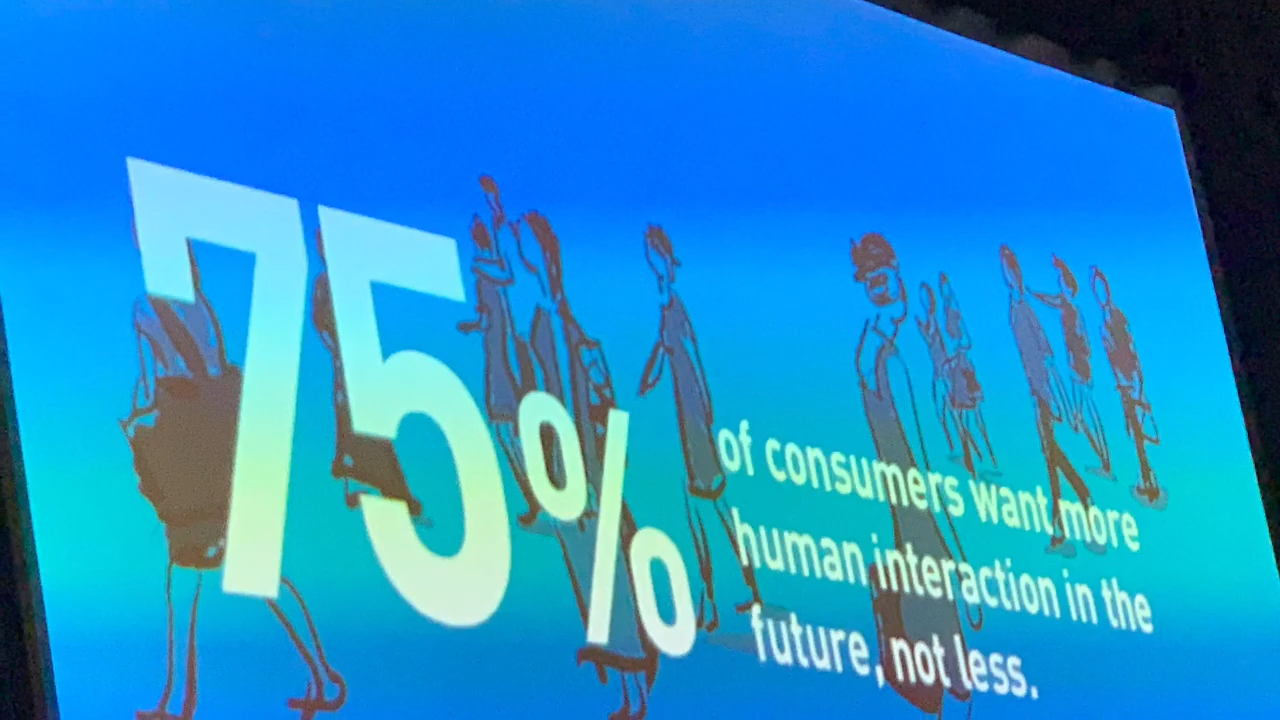 75%
of consumers want more
human interaction in the
future, not less.